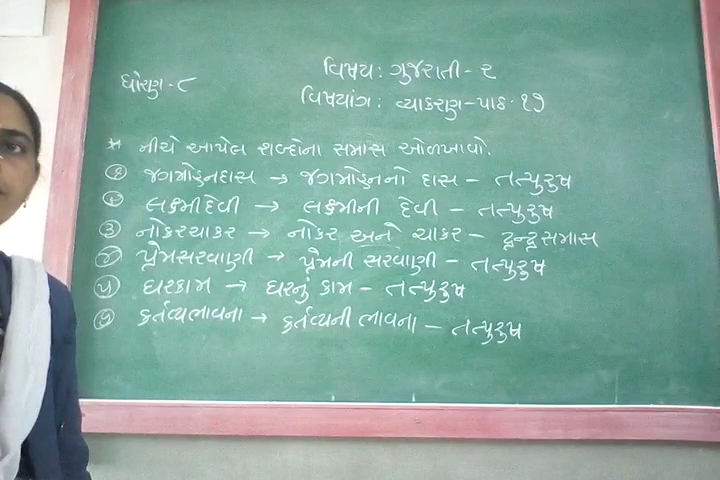 વિષય: ગુજરાતી - ૨
ધોરણ - ૮
વિષયાંગ: વ્યાકરણ - પાઠ. ૧૭
* નીચે આપેલ શબ્દોના સમાસ ઓળખાવો.
૧ જગમોહનદાસ → જગમોહનનો દાસ - તત્પુરુષ
૨ લક્ષ્મીદેવી → લક્ષ્મીની દેવી - તત્પુરુષ
૩ નોકરચાકર → નોકર અને ચાકર - દ્વન્દ્વ સમાસ
૪ પ્રેમસરવાણી → પ્રેમની સરવાણી - તત્પુરુષ
૫ ઘરકામ → ઘરનું કામ - તત્પુરુષ
૬ કર્તવ્યભાવના → કર્તવ્યની ભાવના - તત્પુરુષ